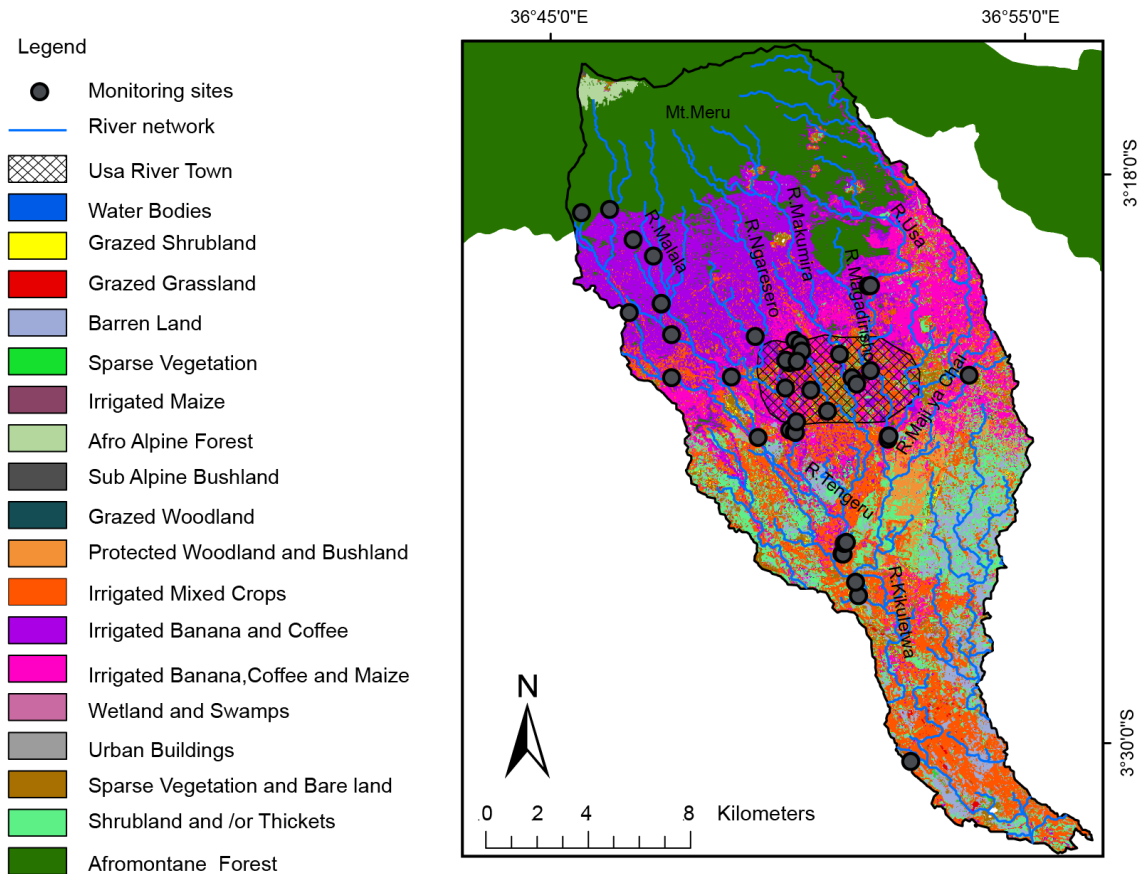 36°45'0"E
36°55'0"E
Legend
Monitoring sites
River network
Usa River Town
Water Bodies
Grazed Shrubland
Grazed Grassland
Barren Land
Sparse Vegetation
Irrigated Maize
Afro Alpine Forest
Sub Alpine Bushland
Grazed Woodland
Protected Woodland and Bushland
Irrigated Mixed Crops
Irrigated Banana and Coffee
Irrigated Banana,Coffee and Maize
Wetland and Swamps
Urban Buildings
Sparse Vegetation and Bare land
Shrubland and /or Thickets
Afromontane Forest
Mt.Meru
R.Malala
R.Ngaresero
R.Makumira
R.Magadirisho
R.Usa
R.Maji ya Chai
R.Tengeru
R.Kikuletwa
3°18'0"S
3°30'0"S
N
.0 2 4 8 Kilometers